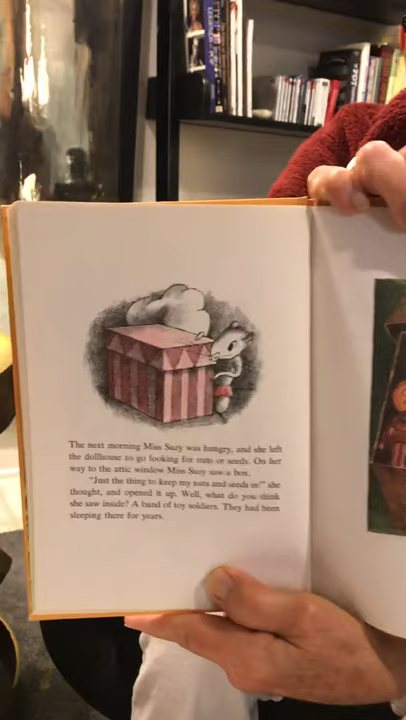 The next morning Miss Suzy was hungry, and she left
the dollhouse to go looking for nuts or seeds. On her
way to the attic window Miss Suzy saw a box.
"Just the thing to keep my nuts and seeds in!" she
thought, and opened it up. Well, what do you think
she saw inside? A band of toy soldiers. They had been
sleeping there for years.